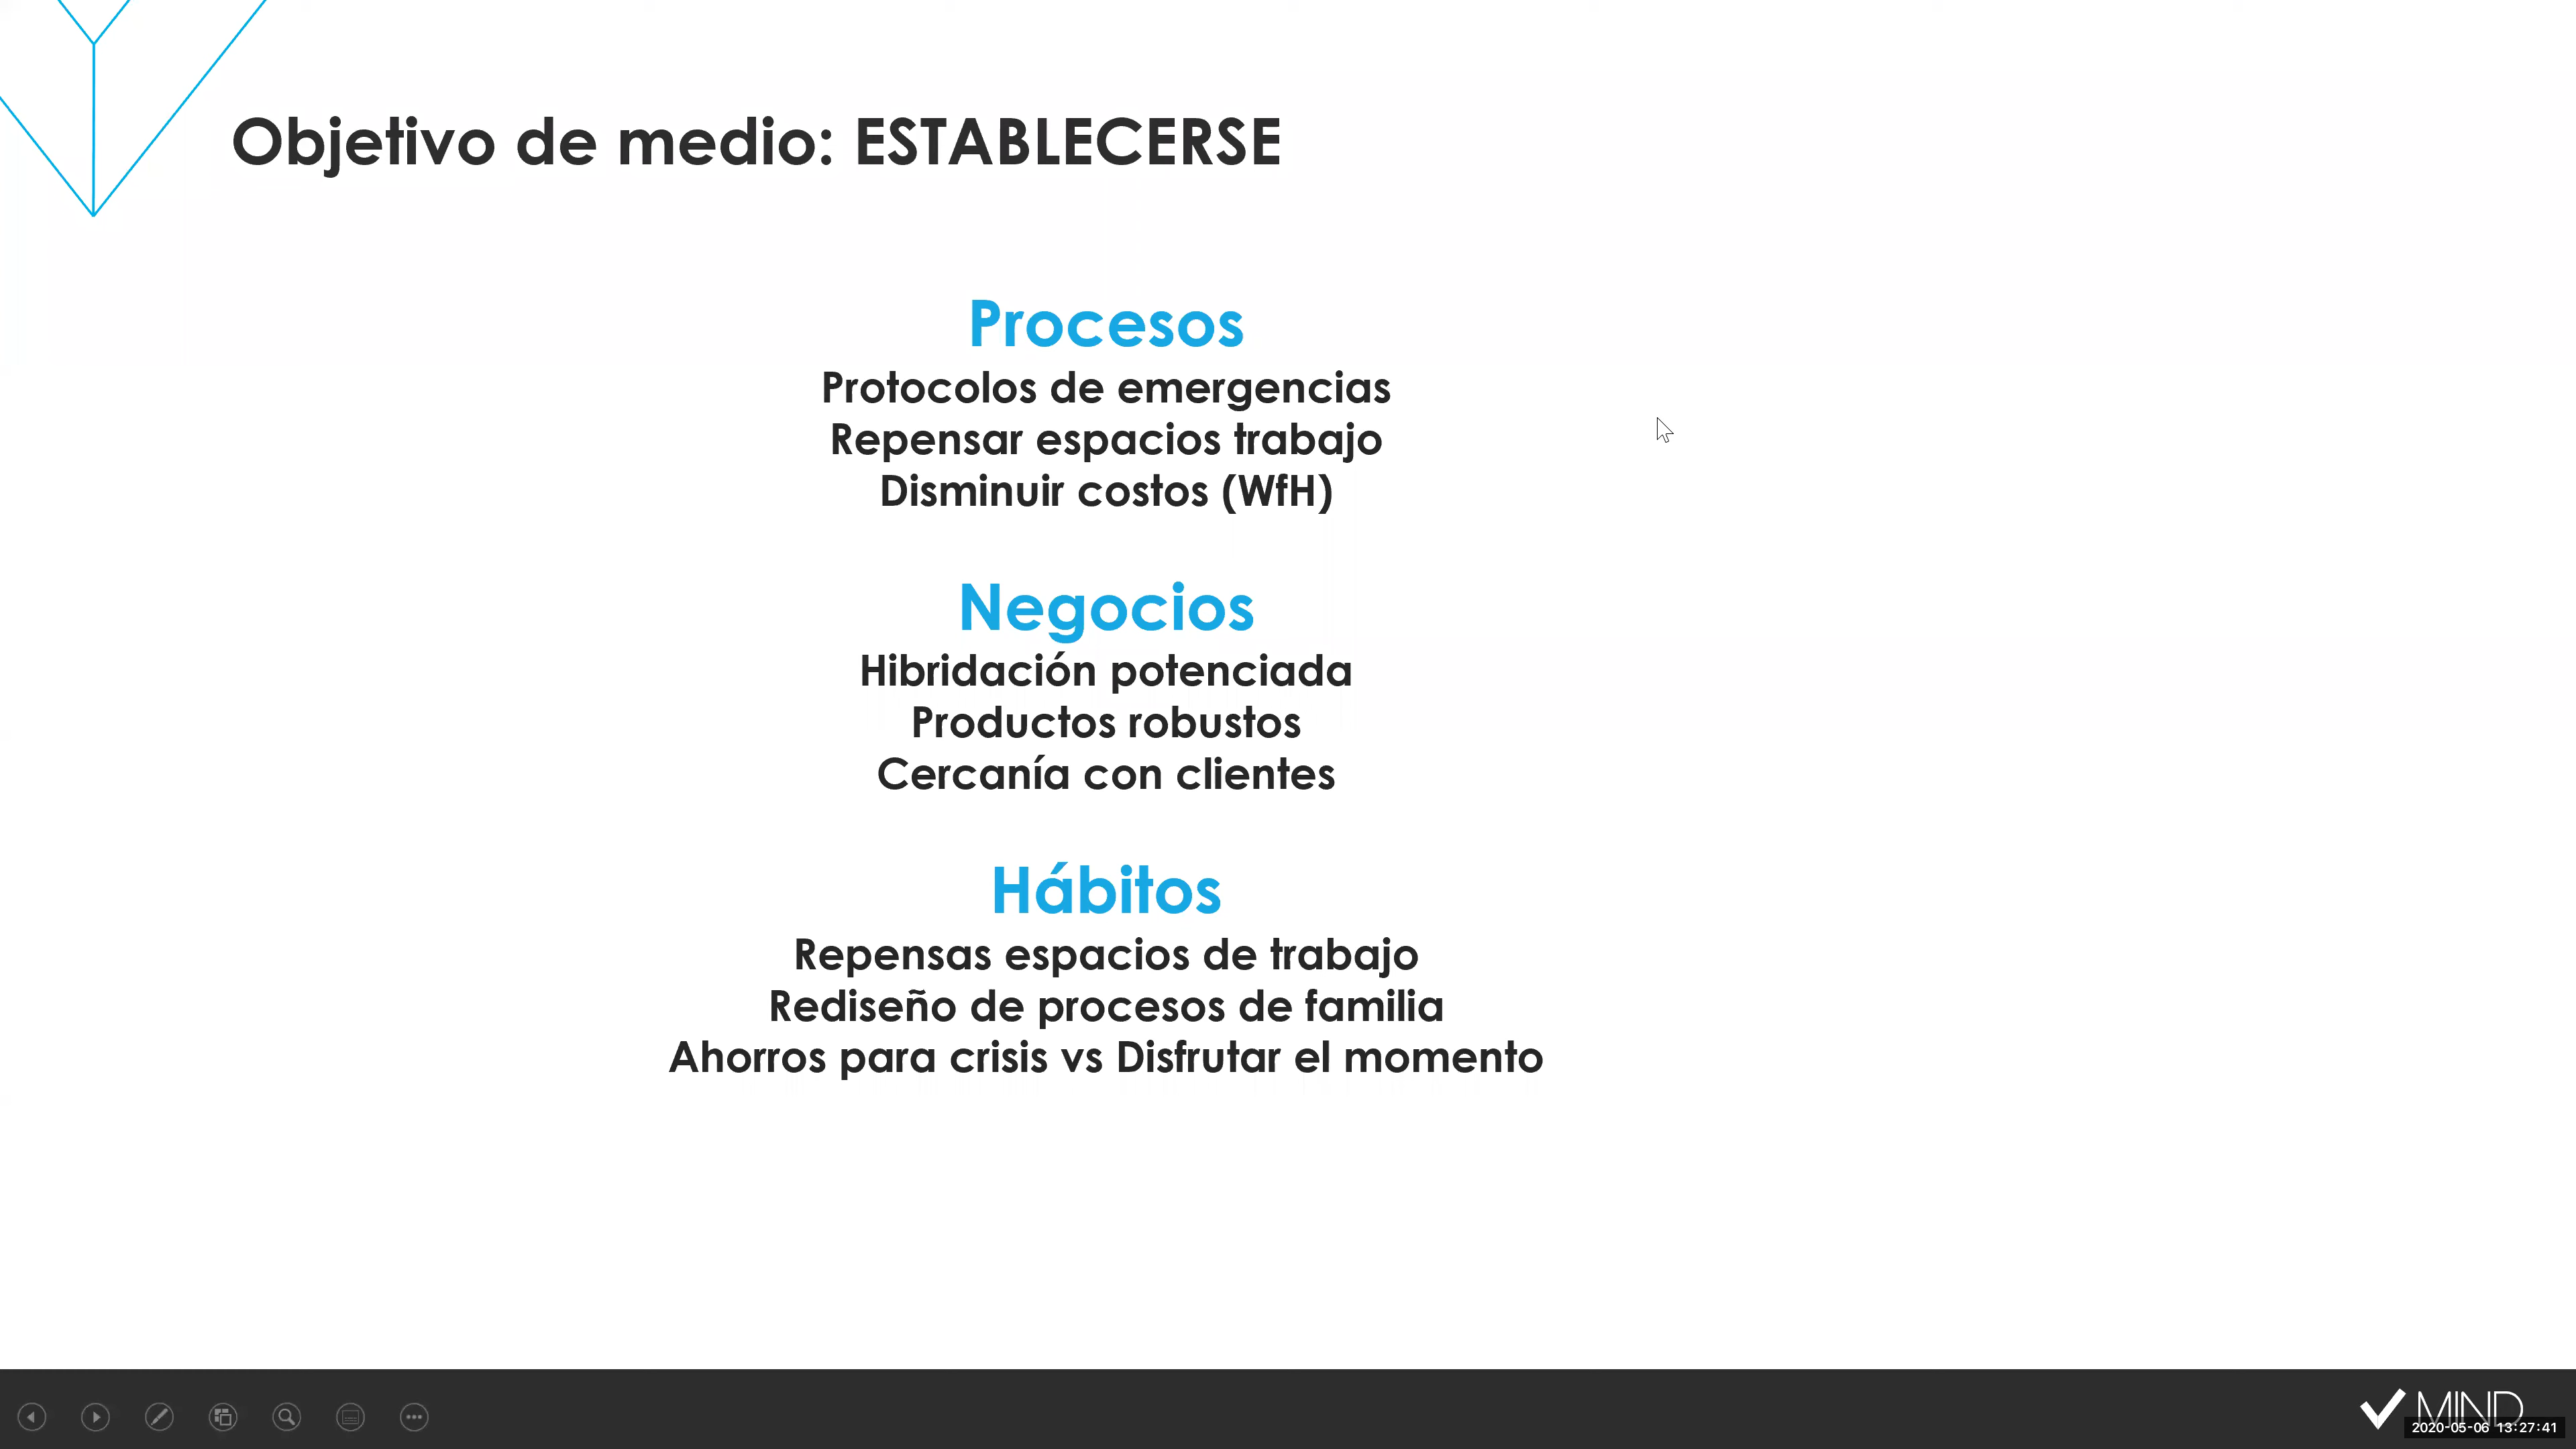 Objetivo de medio: ESTABLECERSE
Procesos
Protocolos de emergencias
Repensar espacios trabajo
Disminuir costos (WfH)
Negocios
Hibridación potenciada
Productos robustos
Cercanía con clientes
Hábitos
Repensas espacios de trabajo
Rediseño de procesos de familia
Ahorros para crisis vs Disfrutar el momento
MIND
2020-05-06 13:27:41